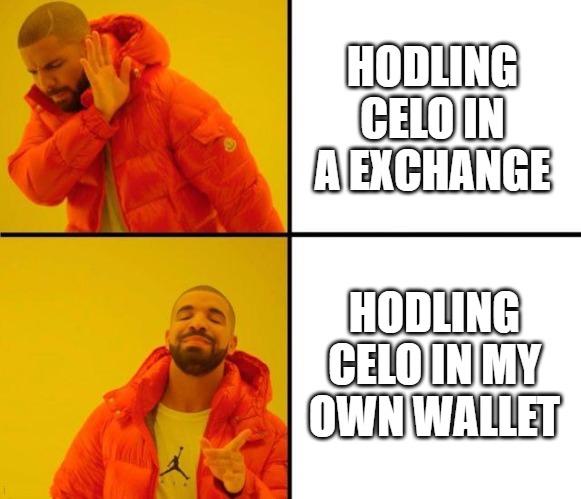 HODLING
CELO IN
A EXCHANGE
HODLING
CELO IN MY
OWN WALLET